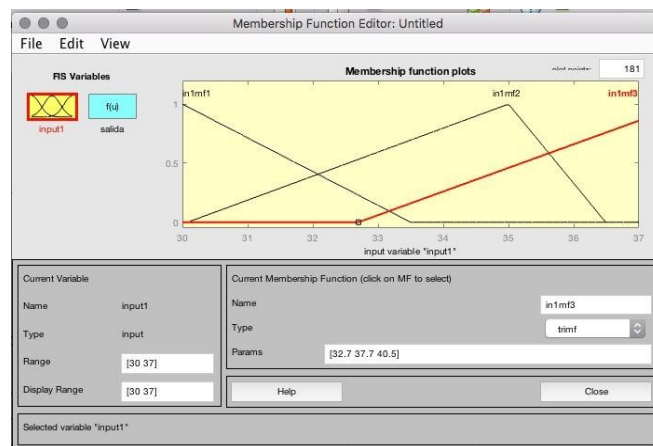 Membership Function Editor: Untitled
File Edit View
FIS Variables
Membership function plots
plot points:
181
f(u)
input1
salida
in1mf1
in1mf2
in1mf3
1
0.5
0
30 31 32 33 34 35 36 37
input variable "input1"
Current Variable
Name input1
Type input
Range [30 37]
Display Range [30 37]
Current Membership Function (click on MF to select)
Name in1mf3
Type trimf
Params [32.7 37.7 40.5]
Help Close
Selected variable "input1"